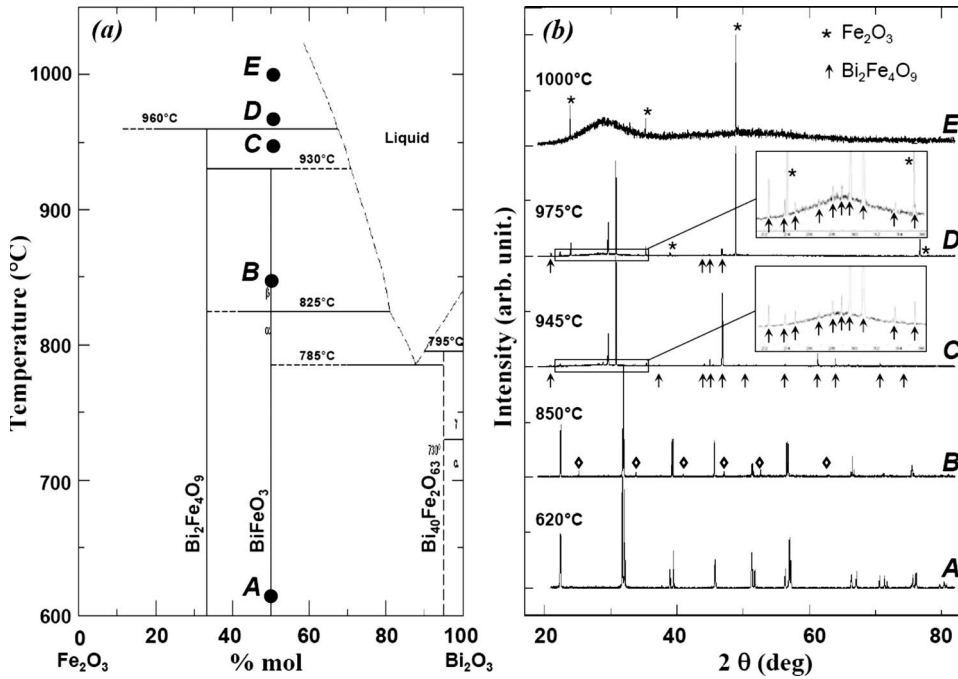 (a)
Temperature (°C)
1000
900
800
700
600
E
D
960°C
C
930°C
Liquid
B
β
825°C
α
795°C
785°C
730°
Bi₂Fe₄O₉
BiFeO₃
Bi₄₀Fe₂O₆₃
A
0
20
40
60
80
100
Fe₂O₃
% mol
Bi₂O₃
(b)
* Fe₂O₃
↑ Bi₂Fe₄O₉
Intensity (arb. unit.)
1000°C
E
975°C
D
945°C
C
850°C
B
620°C
A
20
40
60
80
2 θ (deg)